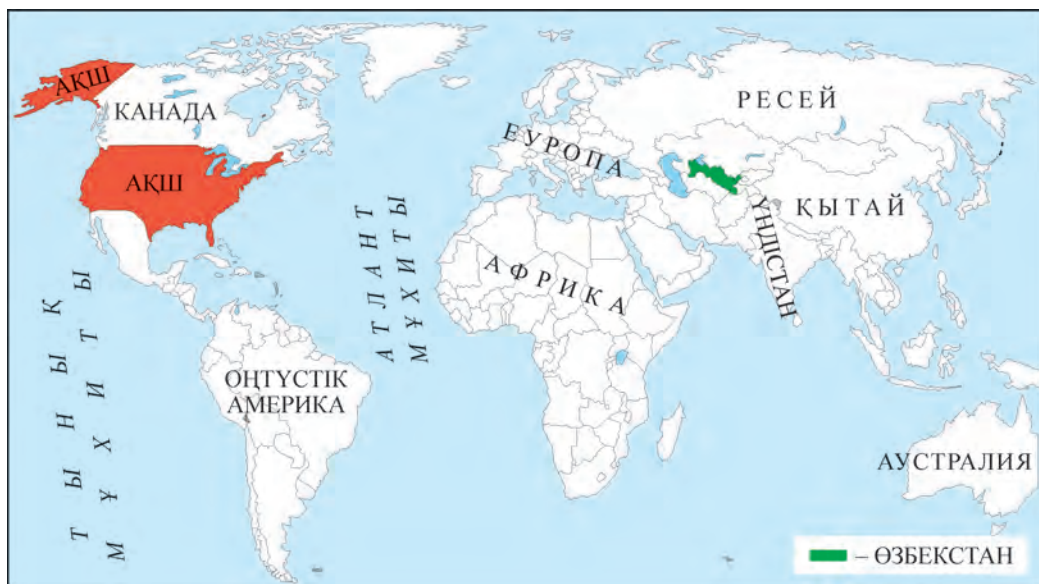 АҚШ
КАНАДА
АҚШ
ТЫНЫҚ
МҰХИТЫ
АТЛАНТ
МҰХИТЫ
ОҢТҮСТІК
АМЕРИКА
ЕУРОПА
АФРИКА
РЕСЕЙ
ҚЫТАЙ
ҮНДІСТАН
АУСТРАЛИЯ
– ӨЗБЕКСТАН